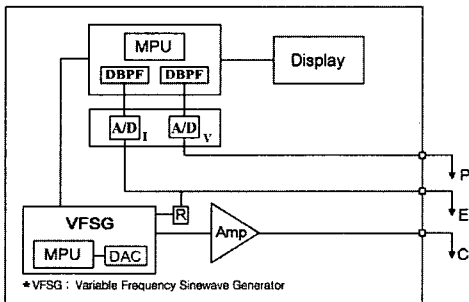 MPU
DBPF DBPF
Display
A/D I A/D V
P
E
R
VFSG
Amp
C
MPU DAC
* VFSG : Variable Frequency Sinewave Generator